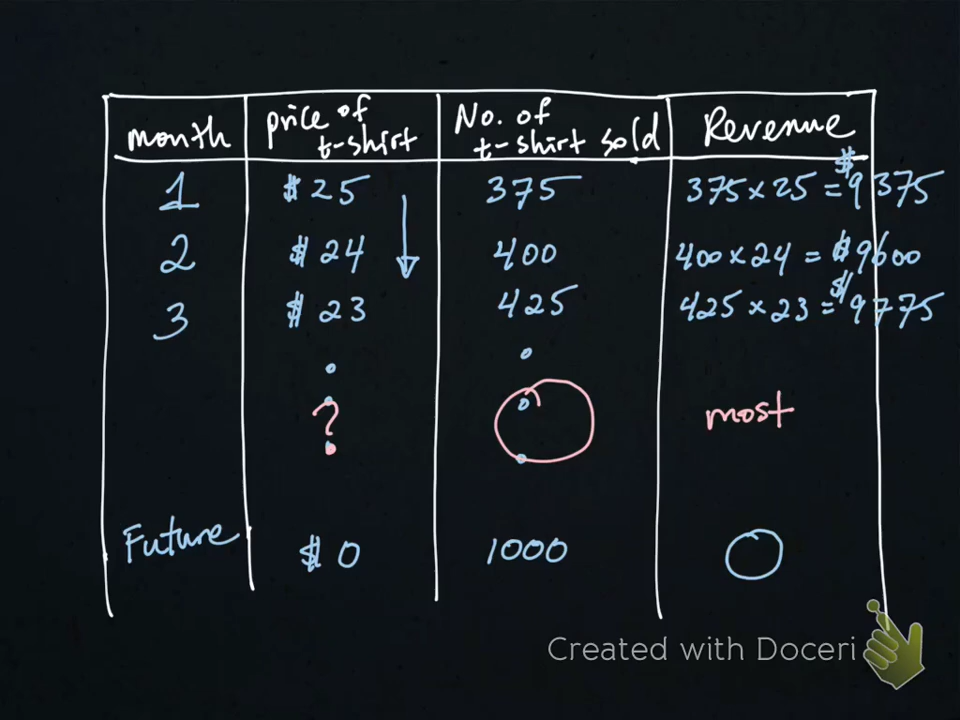 month price of t-shirt No. of t-shirt sold Revenue
1 $25 375 375 × 25 = $9375
2 $24 400 400 × 24 = $9600
3 $23 425 425 × 23 = $9775
? most
Future $0 1000 0
Created with Doceri